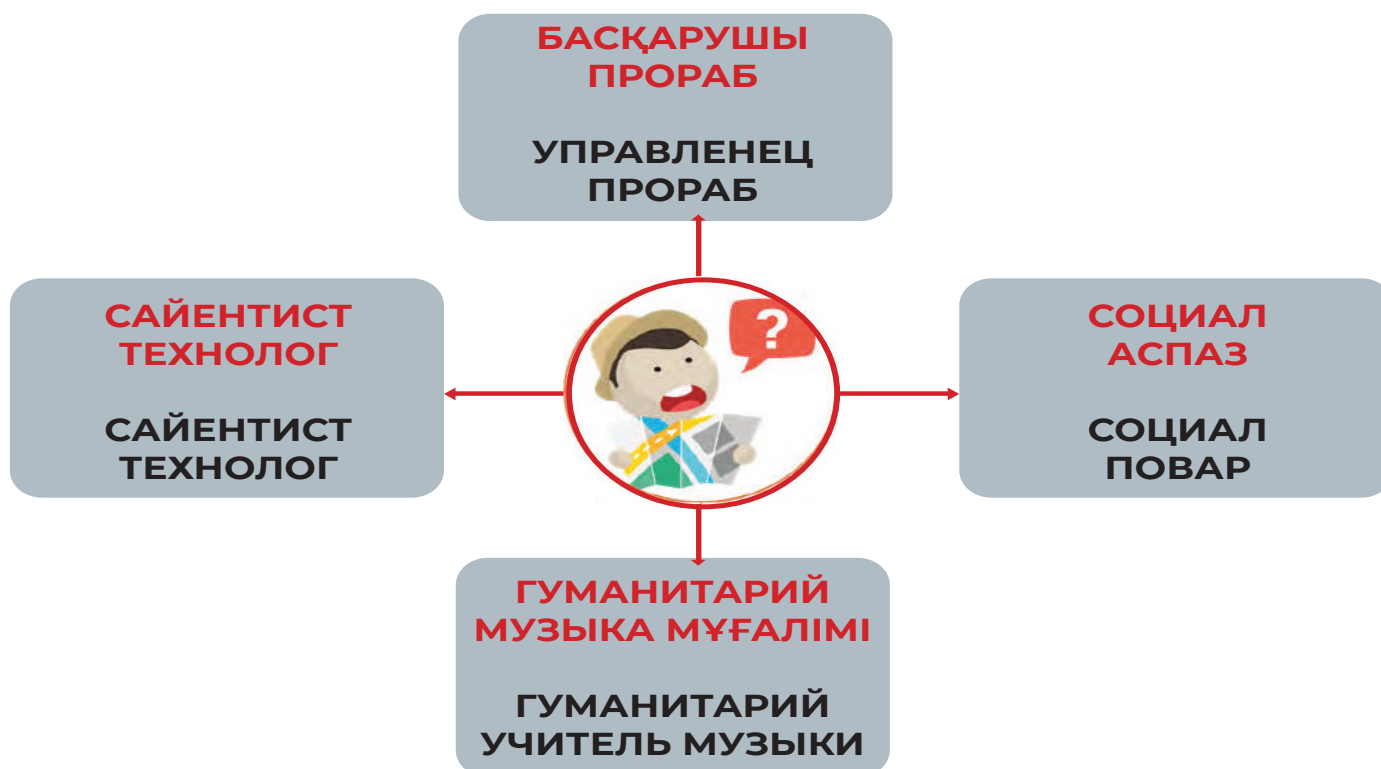 БАСҚАРУШЫ
ПРОРАБ
УПРАВЛЕНЕЦ
ПРОРАБ
САЙЕНТИСТ
ТЕХНОЛОГ
САЙЕНТИСТ
ТЕХНОЛОГ
?
СОЦИАЛ
АСПАЗ
СОЦИАЛ
ПОВАР
ГУМАНИТАРИЙ
МУЗЫКА МҰҒАЛІМІ
ГУМАНИТАРИЙ
УЧИТЕЛЬ МУЗЫКИ